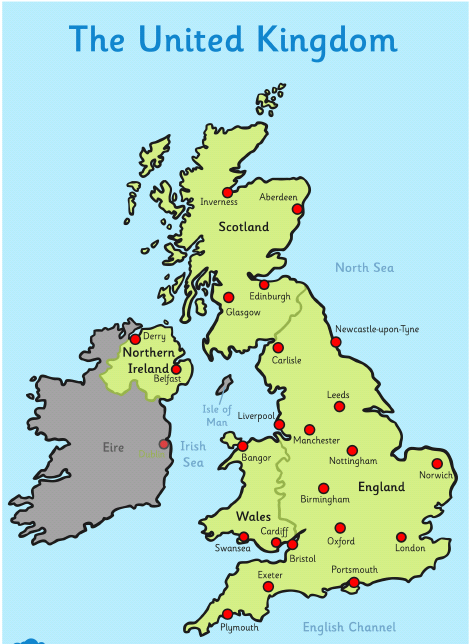 The United Kingdom
Inverness
Aberdeen
Scotland
North Sea
Edinburgh
Glasgow
Newcastle-upon-Tyne
Derry
Northern
Ireland
Belfast
Carlisle
Isle of
Man
Leeds
Liverpool
Manchester
Irish
Sea
Eire
Bangor
Nottingham
Norwich
England
Birmingham
Wales
Cardiff
Swansea
Bristol
Oxford
London
Exeter
Portsmouth
Plymouth
English Channel